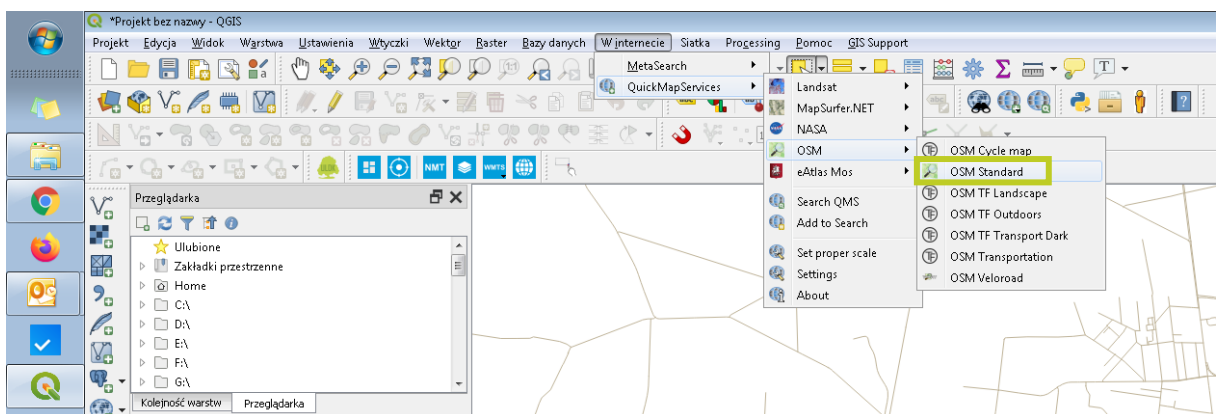 *Projekt bez nazwy - QGIS
Projekt Edycja Widok Warstwa Ustawienia Wtyczki Wektor Raster Bazy danych W internecie Siatka Processing Pomoc GIS Support
MetaSearch
QuickMapServices
Landsat
MapSurfer.NET
NASA
OSM
eAtlas Mos
Search QMS
Add to Search
Set proper scale
Settings
About
OSM Cycle map
OSM Standard
OSM TF Landscape
OSM TF Outdoors
OSM TF Transport Dark
OSM Transportation
OSM Veloroad
NMT
WMTS
Przeglądarka
Ulubione
Zakładki przestrzenne
Home
C:\
D:\
E:\
F:\
G:\
Kolejność warstw Przeglądarka